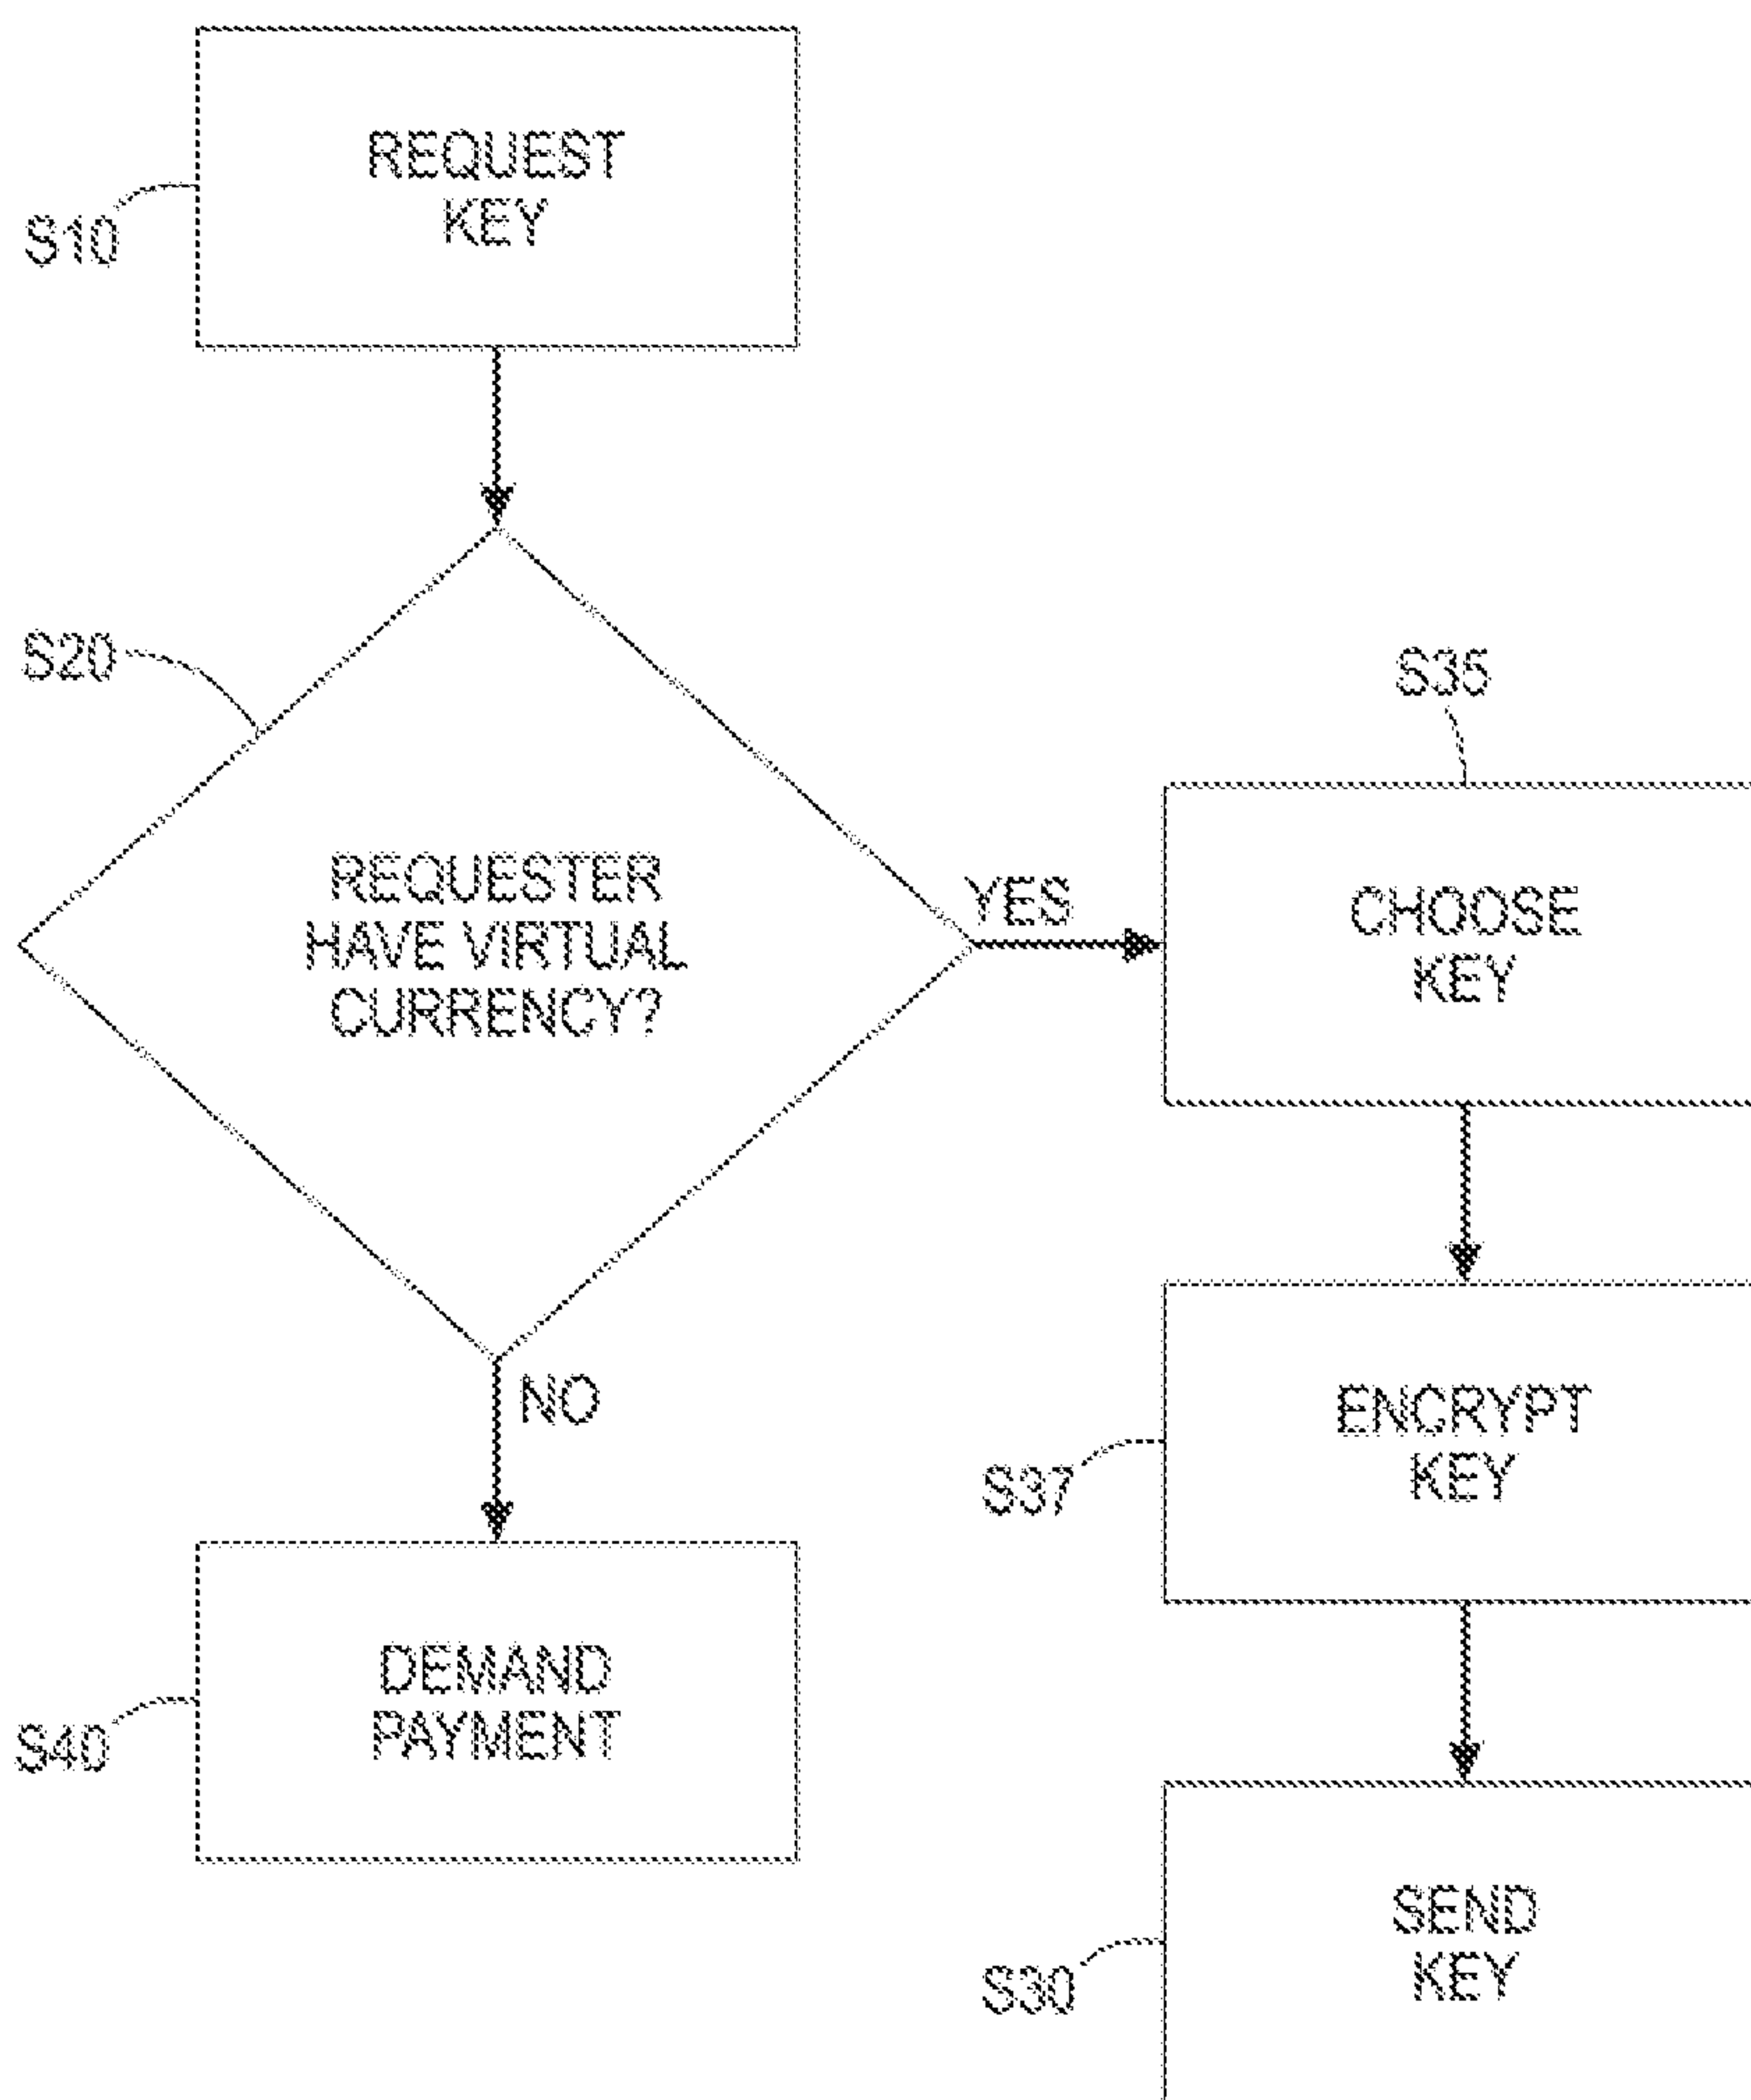 REQUEST
KEY
S10
S20
REQUESTER
HAVE VIRTUAL
CURRENCY?
YES
S35
CHOOSE
KEY
NO
ENCRYPT
KEY
S37
DEMAND
PAYMENT
S40
SEND
KEY
S30